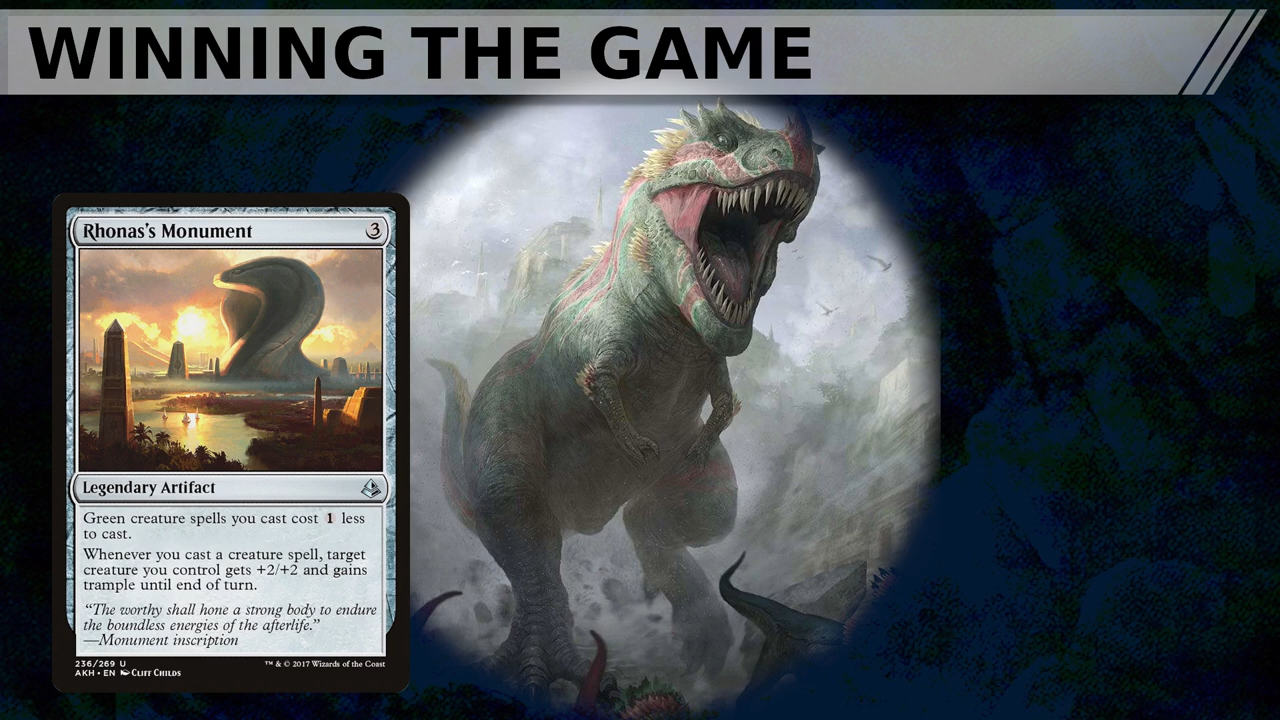 WINNING THE GAME
Rhonas's Monument 3
Legendary Artifact
Green creature spells you cast cost 1 less
to cast.
Whenever you cast a creature spell, target
creature you control gets +2/+2 and gains
trample until end of turn.
"The worthy shall hone a strong body to endure
the boundless energies of the afterlife."
—Monument inscription
236/269 U
™ & © 2017 Wizards of the Coast
AKH • EN Cliff Childs